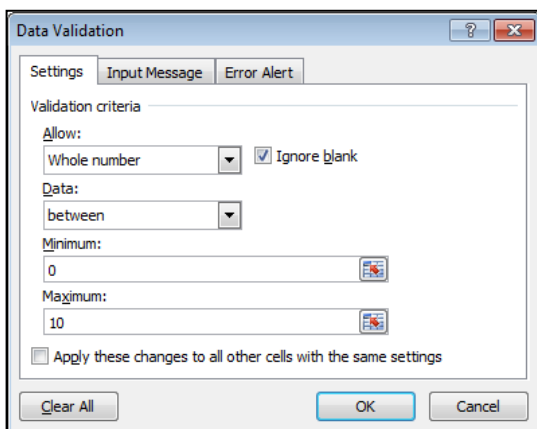 Data Validation
?
Settings Input Message Error Alert
Validation criteria
Allow:
Whole number Ignore blank
Data:
between
Minimum:
0
Maximum:
10
Apply these changes to all other cells with the same settings
Clear All OK Cancel